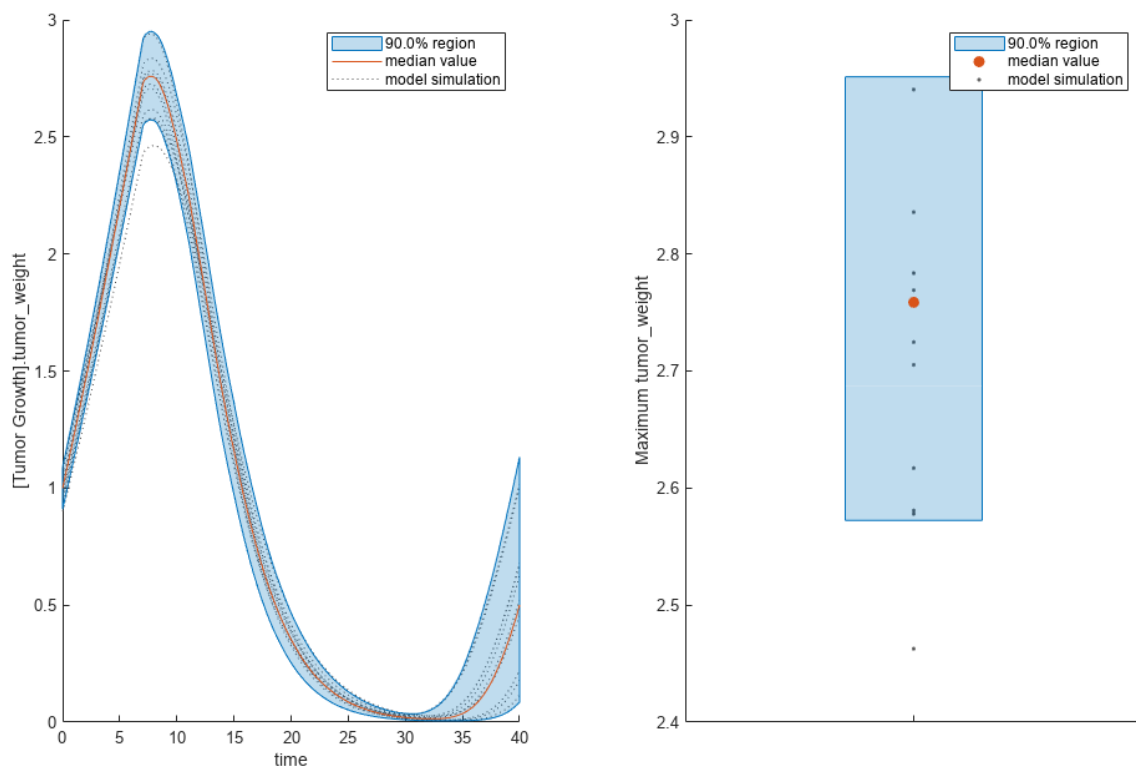 3
2.5
2
1.5
1
0.5
0
[Tumor Growth].tumor_weight
0 5 10 15 20 25 30 35 40
time
90.0% region
median value
model simulation
3
2.9
2.8
2.7
2.6
2.5
2.4
Maximum tumor_weight
90.0% region
median value
model simulation